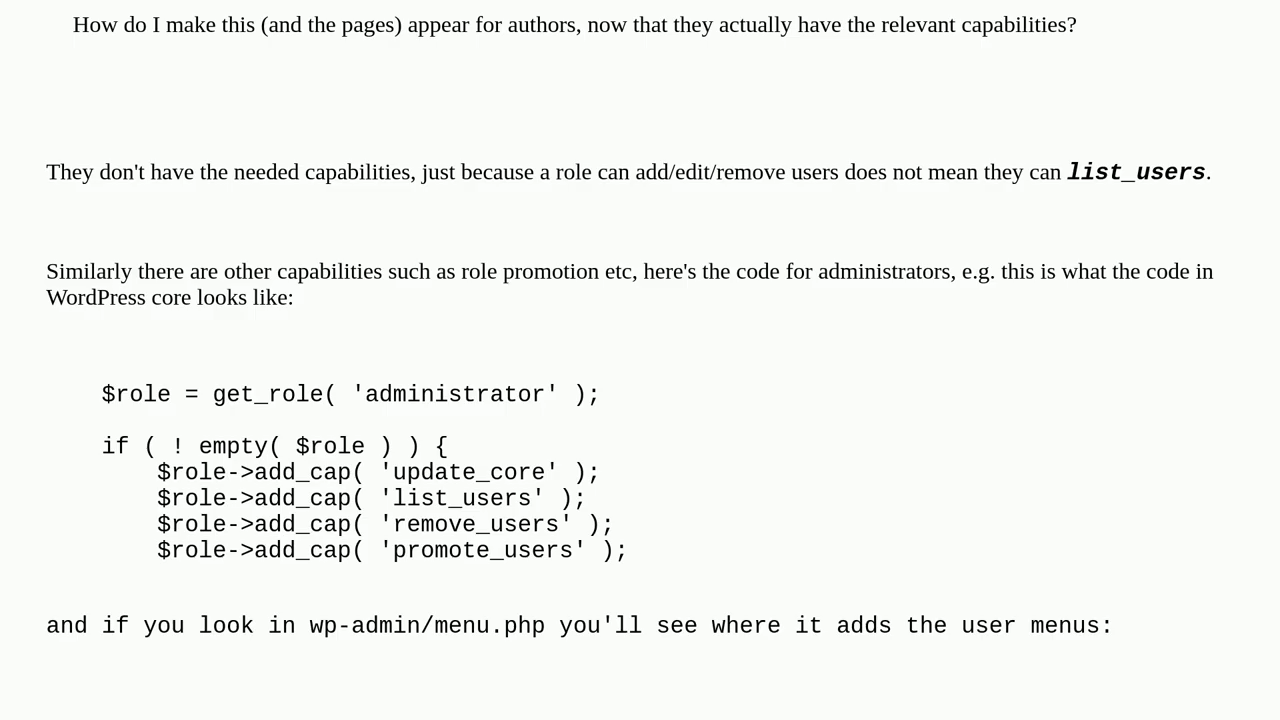 How do I make this (and the pages) appear for authors, now that they actually have the relevant capabilities?
They don't have the needed capabilities, just because a role can add/edit/remove users does not mean they can list_users.
Similarly there are other capabilities such as role promotion etc, here's the code for administrators, e.g. this is what the code in
WordPress core looks like:
$role = get_role( 'administrator' );
if ( ! empty( $role ) ) {
$role->add_cap( 'update_core' );
$role->add_cap( 'list_users' );
$role->add_cap( 'remove_users' );
$role->add_cap( 'promote_users' );
and if you look in wp-admin/menu.php you'll see where it adds the user menus: